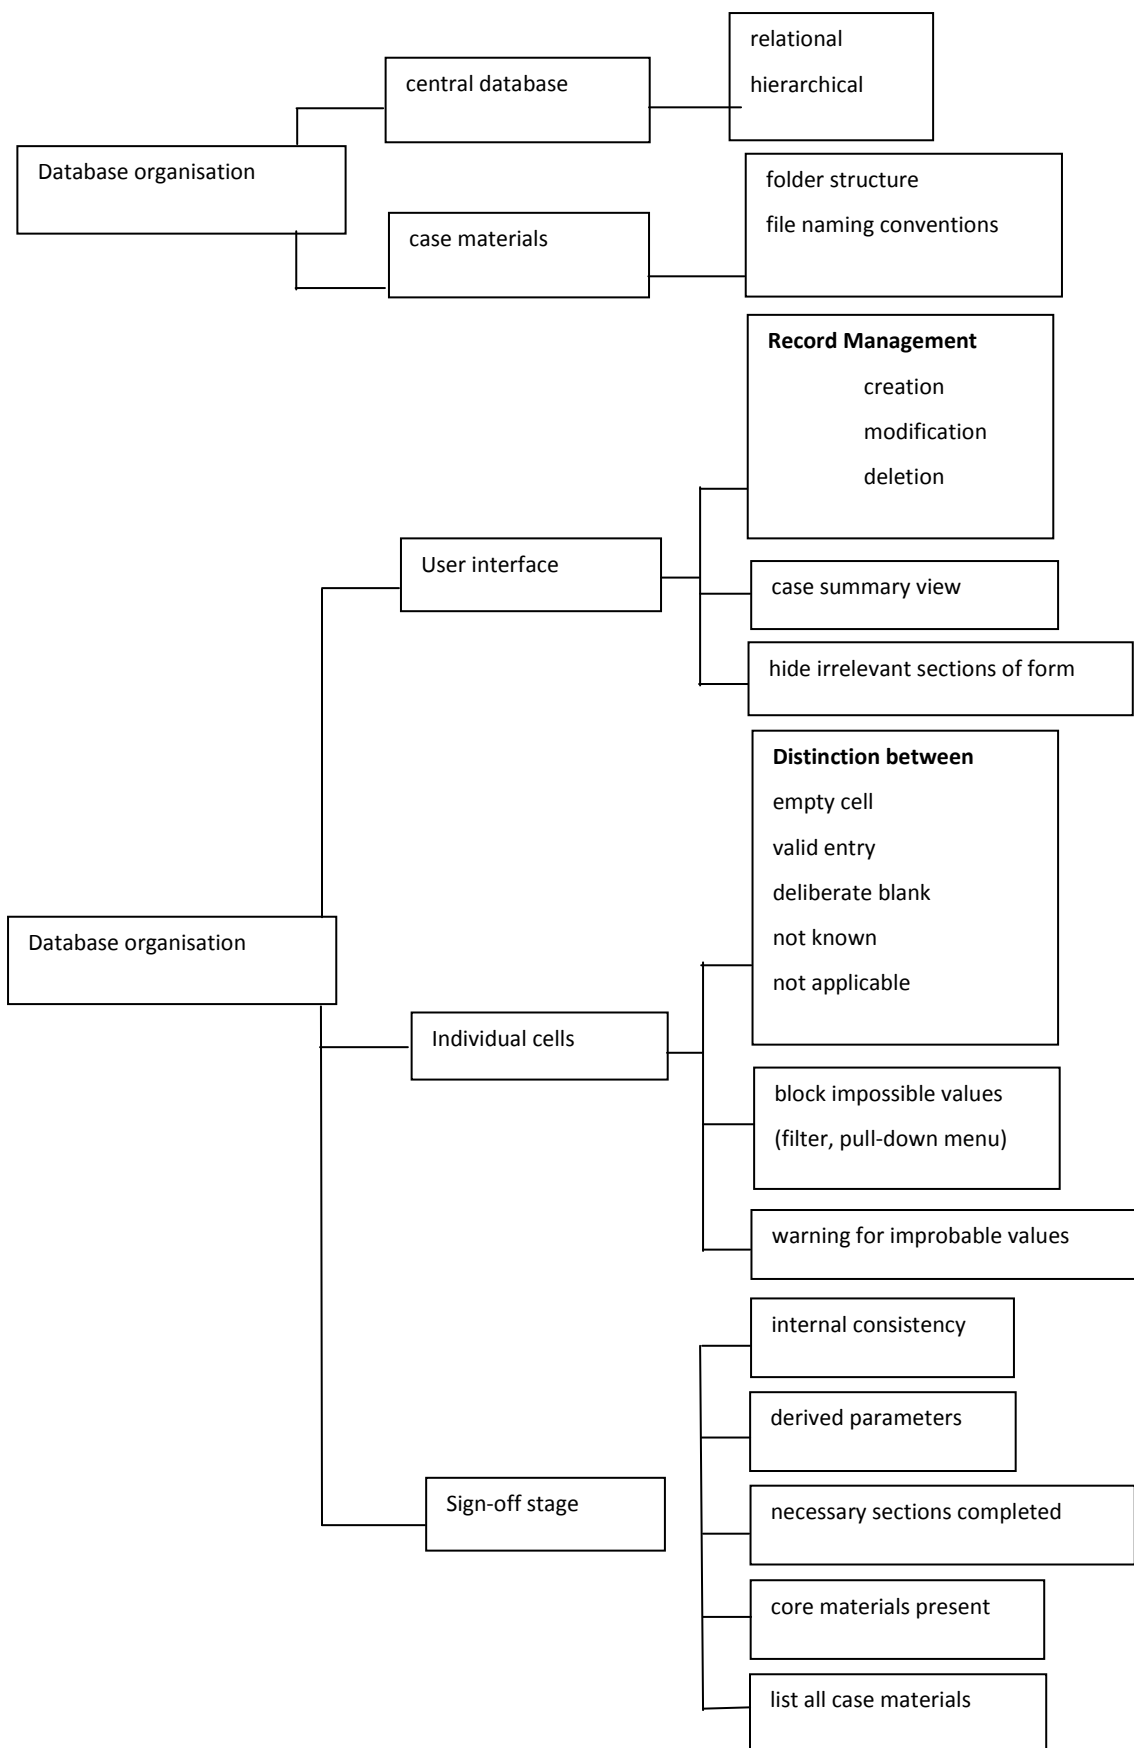 relational
central database
hierarchical
Database organisation
folder structure
file naming conventions
case materials
Record Management
creation
modification
deletion
User interface
case summary view
hide irrelevant sections of form
Distinction between
empty cell
valid entry
deliberate blank
not known
not applicable
Database organisation
Individual cells
block impossible values
(filter, pull-down menu)
warning for improbable values
internal consistency
derived parameters
Sign-off stage
necessary sections completed
core materials present
list all case materials